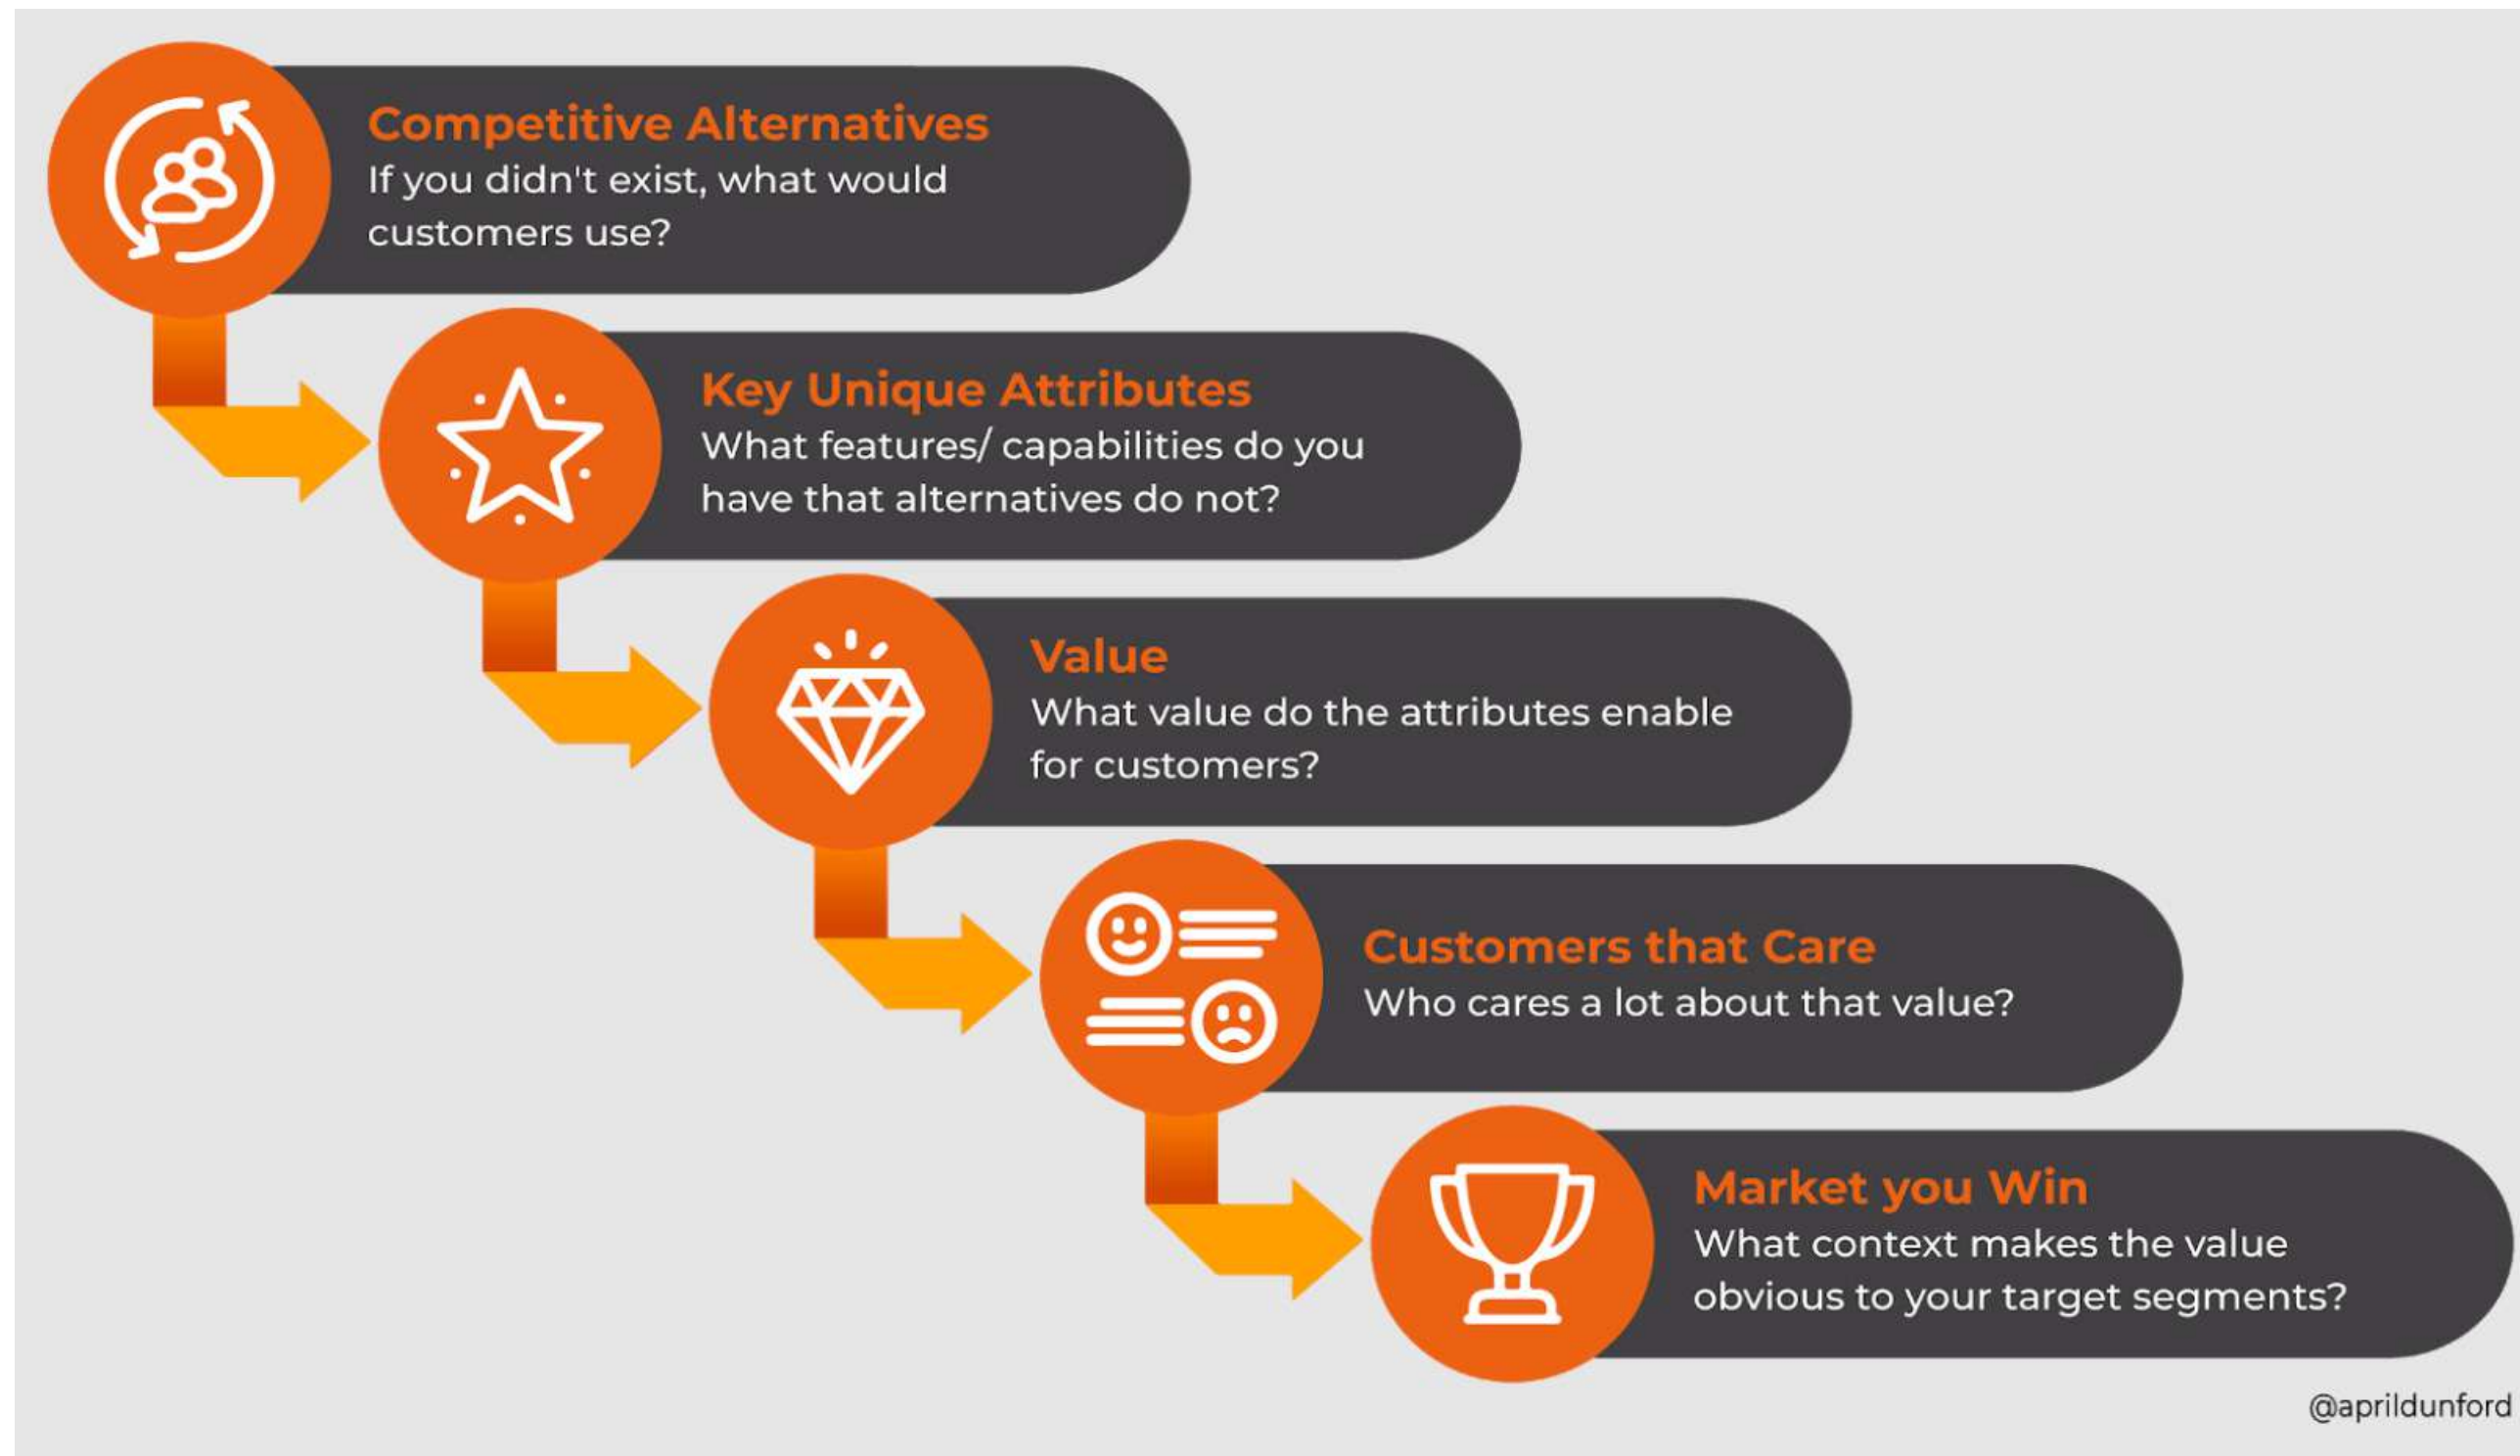 Competitive Alternatives
If you didn't exist, what would
customers use?
Key Unique Attributes
What features/ capabilities do you
have that alternatives do not?
Value
What value do the attributes enable
for customers?
Customers that Care
Who cares a lot about that value?
Market you Win
What context makes the value
obvious to your target segments?
@aprildunford